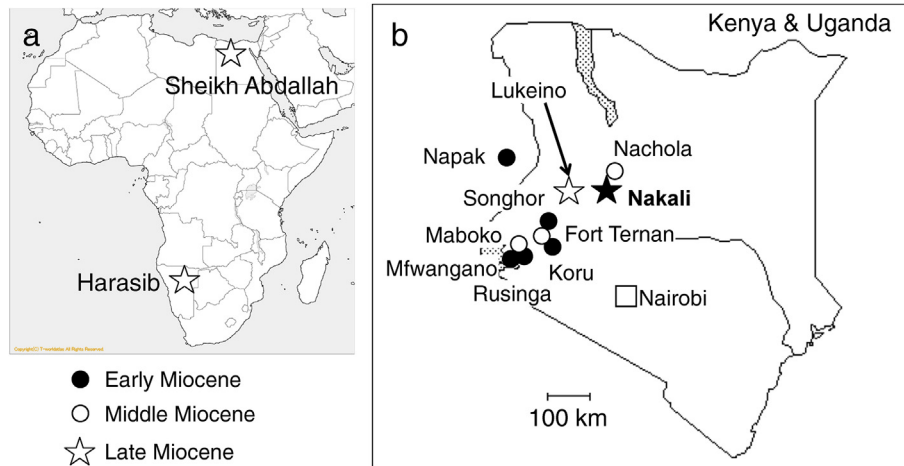 a
Sheikh Abdallah
Harasib
Early Miocene
Middle Miocene
Late Miocene
b
Kenya & Uganda
Lukeino
Napak
Nachola
Songhor
Nakali
Maboko
Fort Ternan
Mfwangano
Koru
Rusinga
Nairobi
100 km